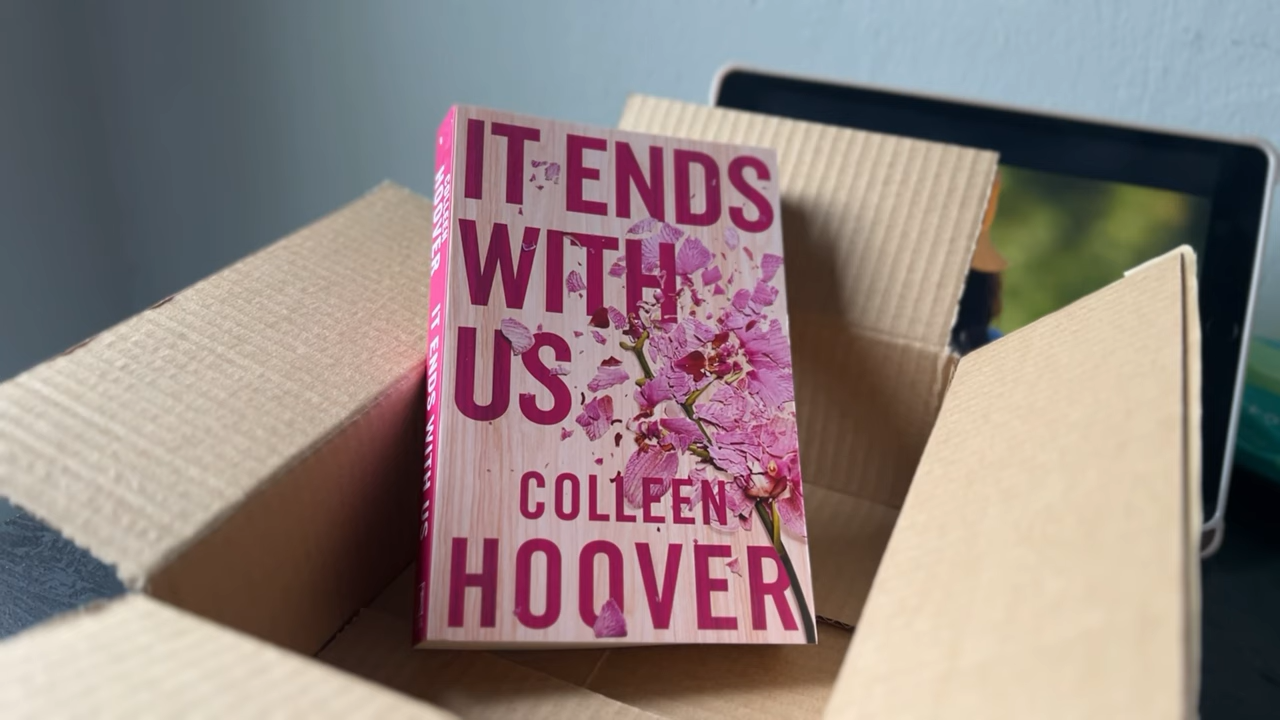 IT ENDS
WITH
US
COLLEEN
HOOVER
COLLEEN
HOOVER IT ENDS WITH US